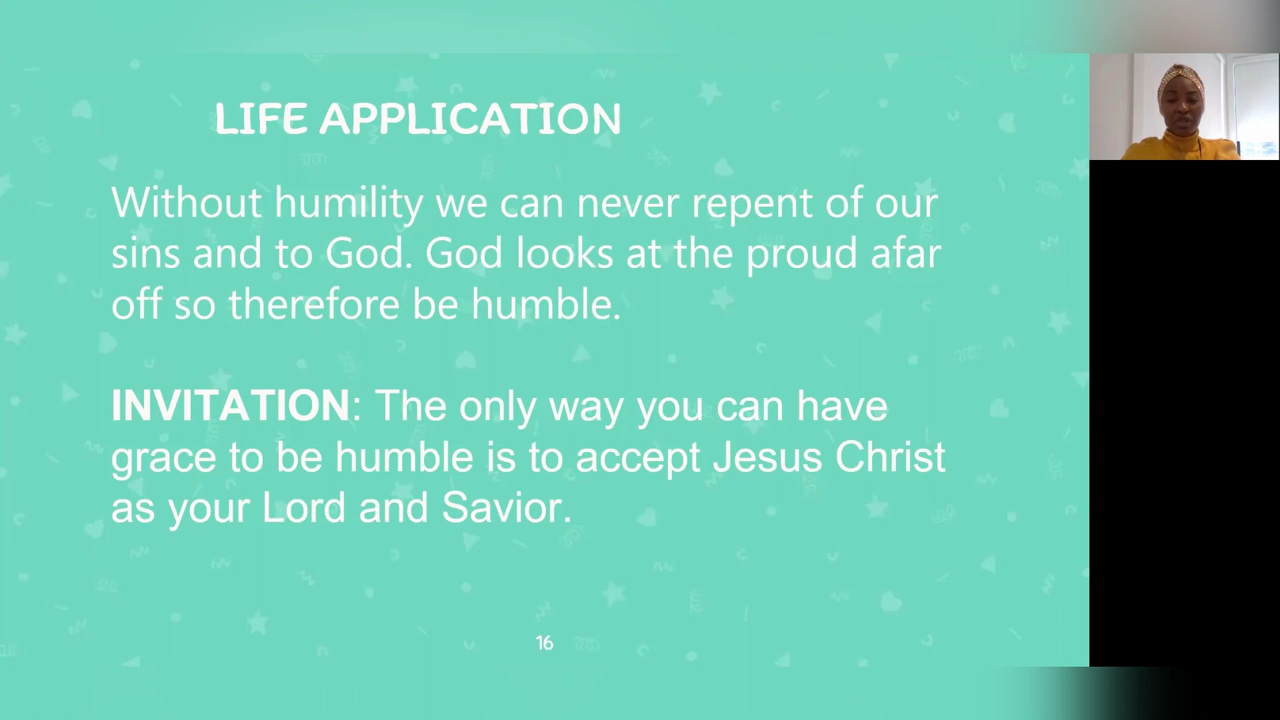 LIFE APPLICATION
Without humility we can never repent of our
sins and to God. God looks at the proud afar
off so therefore be humble.
INVITATION: The only way you can have
grace to be humble is to accept Jesus Christ
as your Lord and Savior.
16